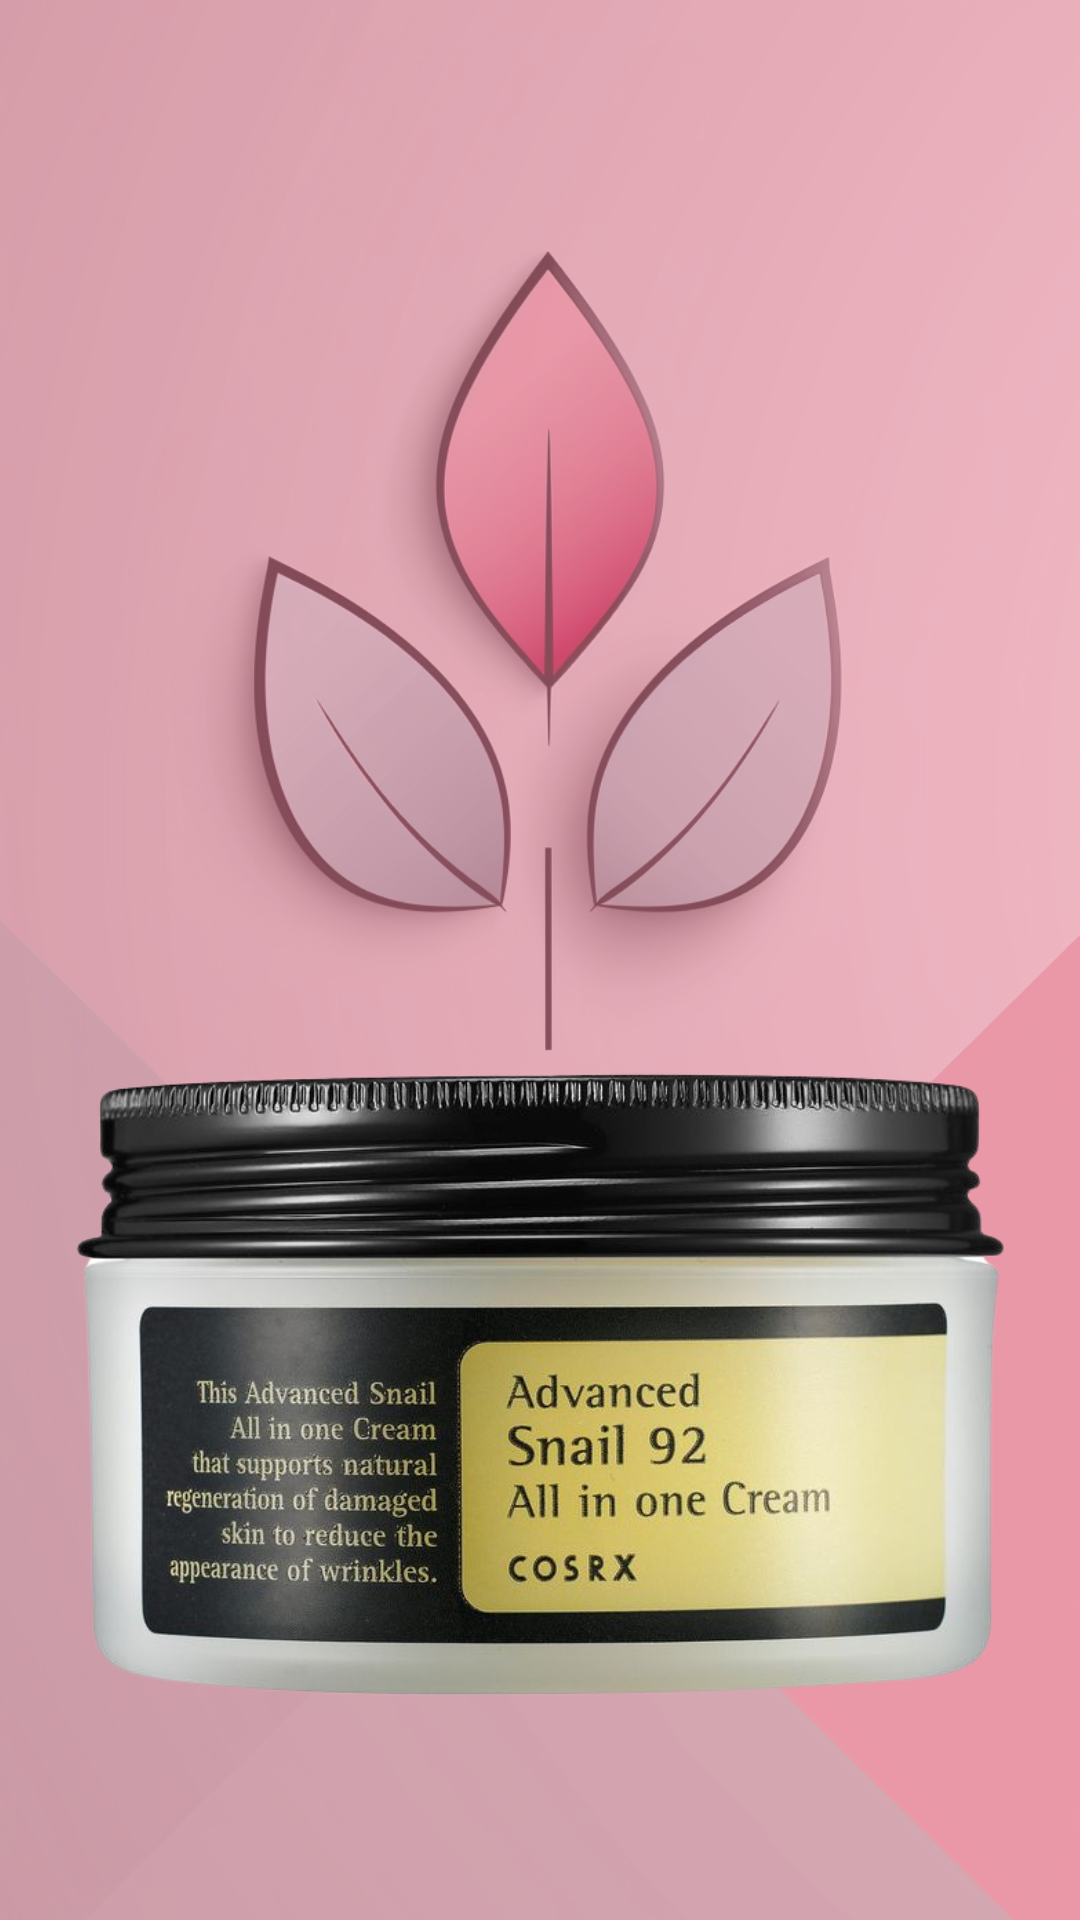 This Advanced Snail
All in one Cream
that supports natural
regeneration of damaged
skin to reduce the
appearance of wrinkles.
Advanced
Snail 92
All in one Cream
COSRX